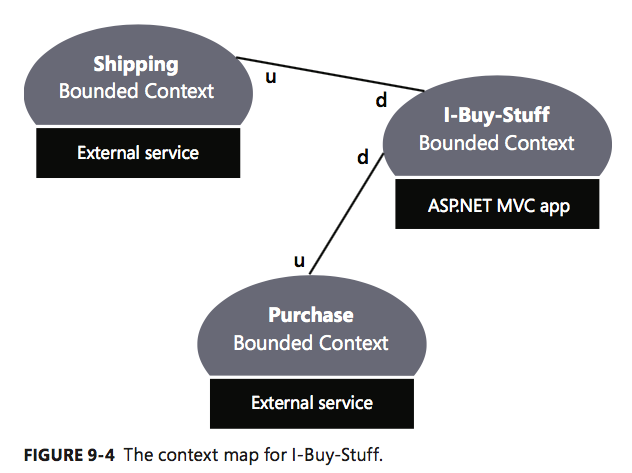 Shipping
Bounded Context
External service
u
d
I-Buy-Stuff
Bounded Context
ASP.NET MVC app
d
u
Purchase
Bounded Context
External service
FIGURE 9-4 The context map for I-Buy-Stuff.